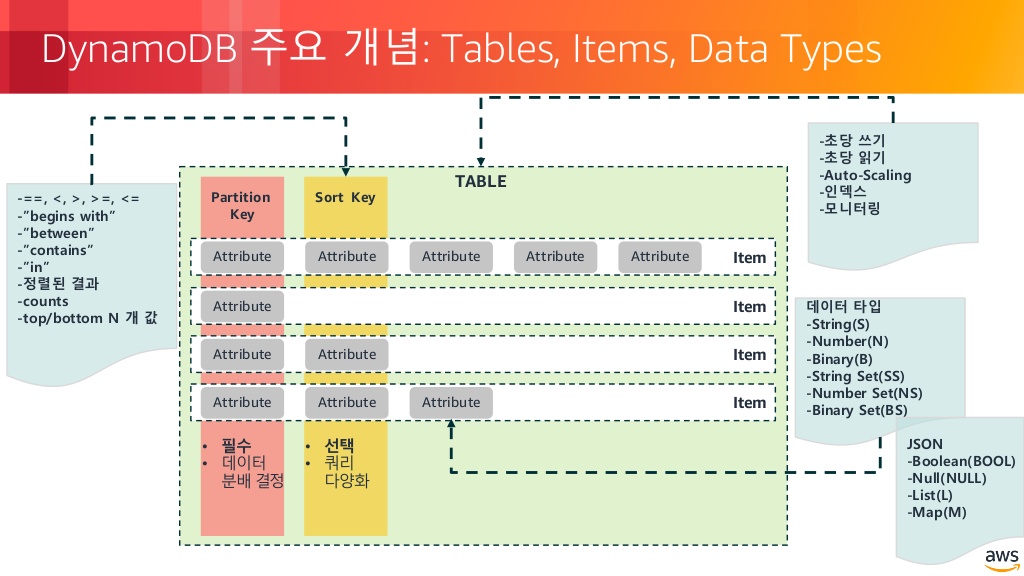 DynamoDB 주요 개념: Tables, Items, Data Types
-==, <, >, >=, <=
-”begins with”
-”between”
-”contains”
-”in”
-정렬된 결과
-counts
-top/bottom N 개 값
TABLE
Partition
Key
Sort Key
Attribute Attribute Attribute Attribute Attribute Item
Attribute Item
Attribute Attribute Item
Attribute Attribute Attribute Item
• 필수
• 데이터
분배 결정
• 선택
• 쿼리
다양화
-초당 쓰기
-초당 읽기
-Auto-Scaling
-인덱스
-모니터링
데이터 타입
-String(S)
-Number(N)
-Binary(B)
-String Set(SS)
-Number Set(NS)
-Binary Set(BS)
JSON
-Boolean(BOOL)
-Null(NULL)
-List(L)
-Map(M)
aws